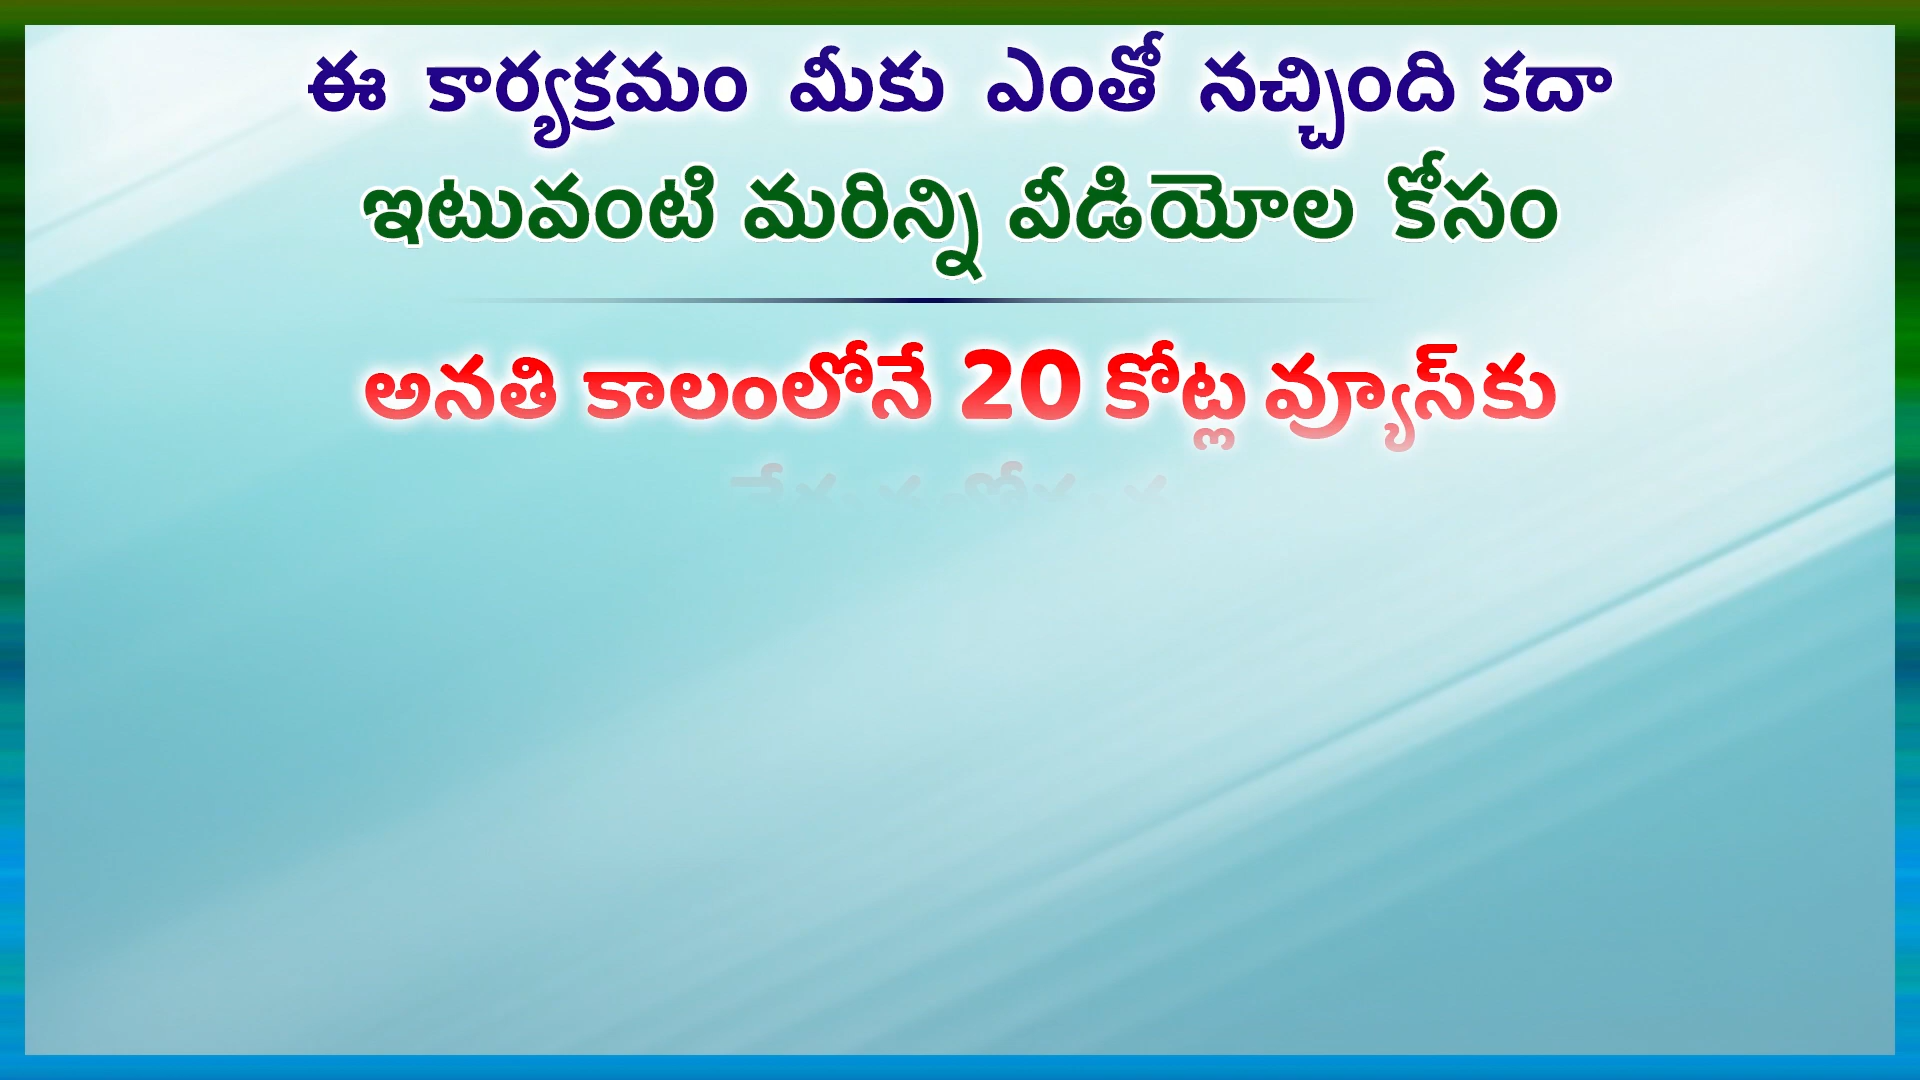 ఈ కార్యక్రమం మీకు ఎంతో నచ్చింది కదా
ఇటువంటి మరిన్ని వీడియోల కోసం
అనతి కాలంలోనే 20 కోట్ల వ్యూస్‌కు